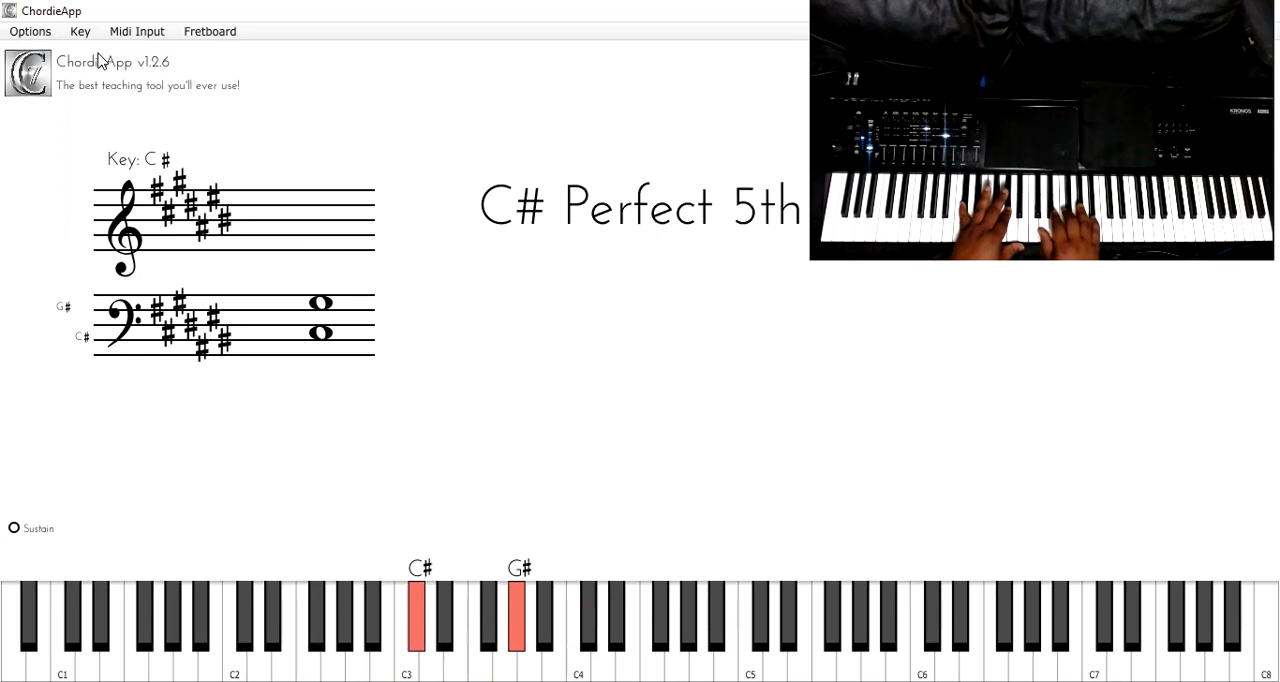 ChordieApp
Options Key Midi Input Fretboard
ChordieApp v1.2.6
The best teaching tool you'll ever use!
KRONOS
Key: C #
C# Perfect 5th
G#
C#
Sustain
C# G#
C1 C2 C3 C4 C5 C6 C7 C8